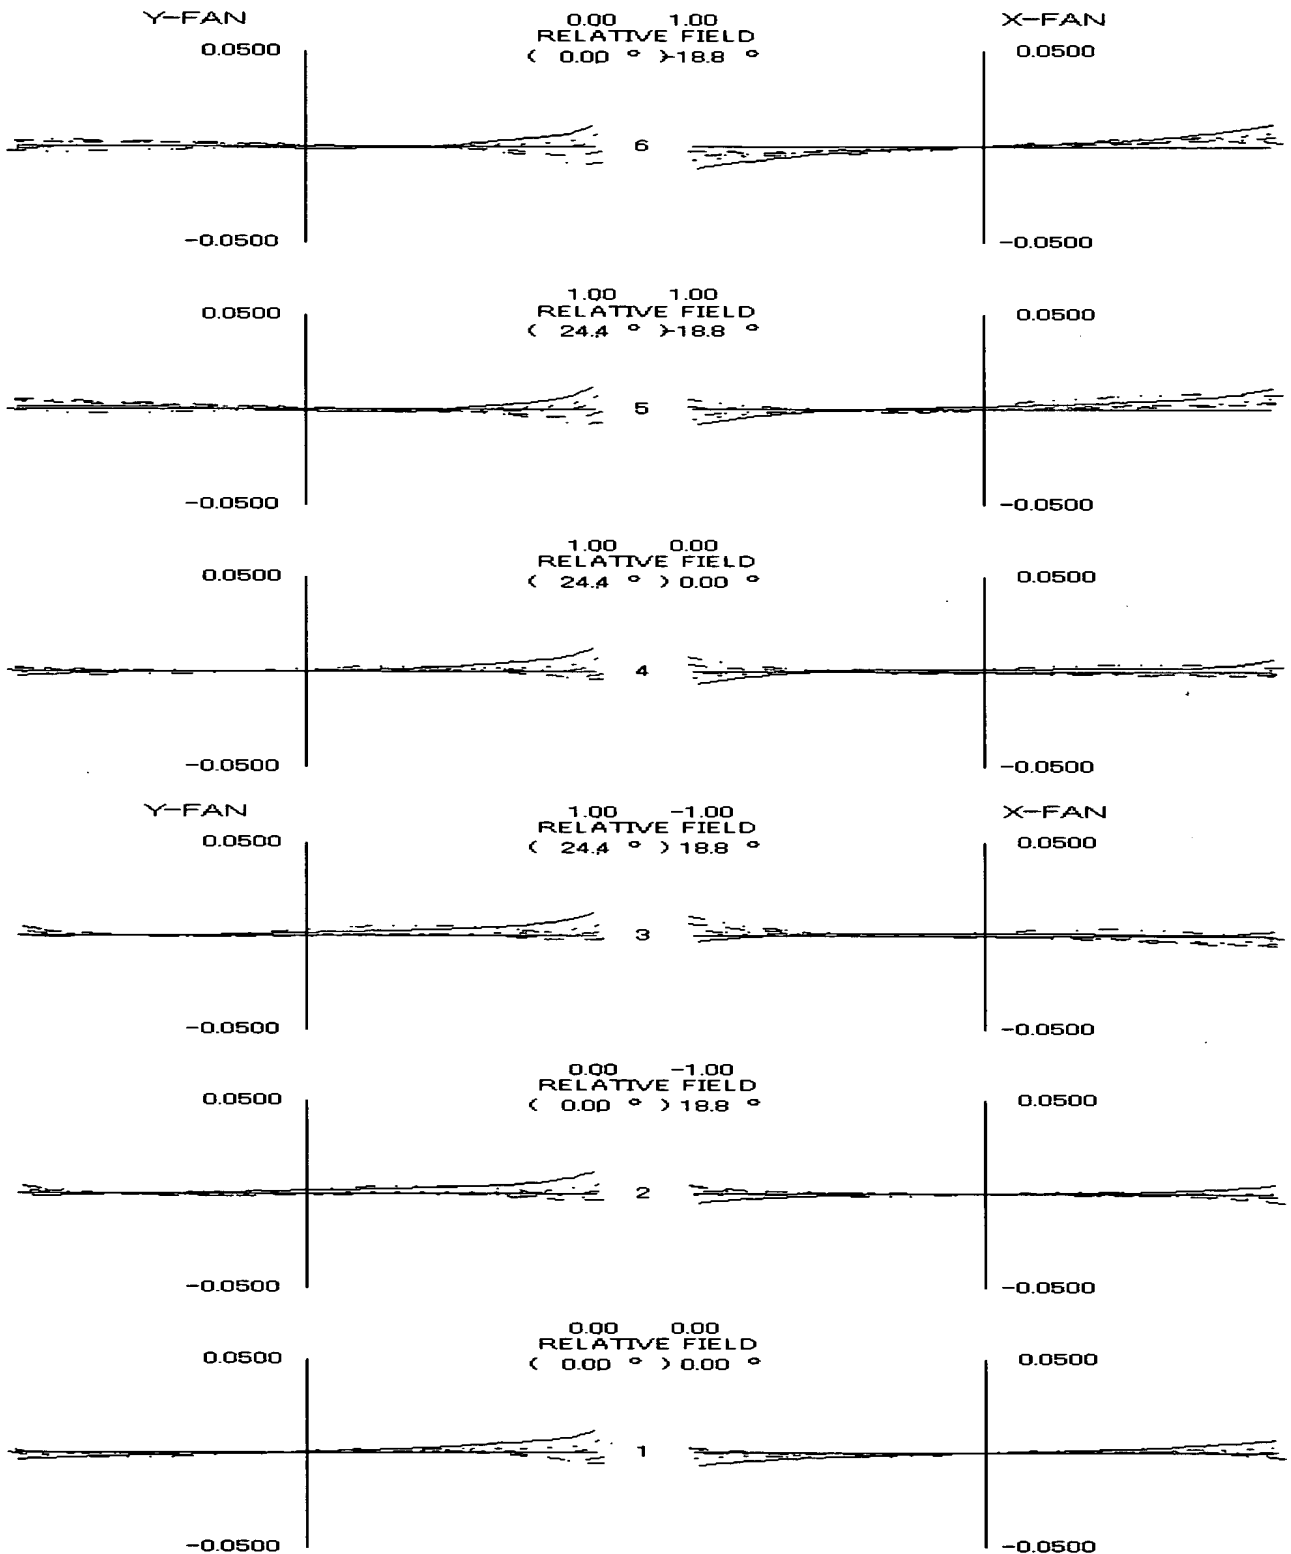 Y-FAN 0.00 1.00 X-FAN
RELATIVE FIELD
0.0500 ( 0.00 ° )-18.8 ° 0.0500
6
-0.0500 -0.0500
1.00 1.00
0.0500 RELATIVE FIELD 0.0500
( 24.4 ° )-18.8 °
5
-0.0500 -0.0500
1.00 0.00
RELATIVE FIELD
0.0500 ( 24.4 ° ) 0.00 ° 0.0500
4
-0.0500 -0.0500
Y-FAN 1.00 -1.00 X-FAN
RELATIVE FIELD
0.0500 ( 24.4 ° ) 18.8 ° 0.0500
3
-0.0500 -0.0500
0.00 -1.00
RELATIVE FIELD
0.0500 ( 0.00 ° ) 18.8 ° 0.0500
2
-0.0500 -0.0500
0.00 0.00
RELATIVE FIELD
0.0500 ( 0.00 ° ) 0.00 ° 0.0500
1
-0.0500 -0.0500